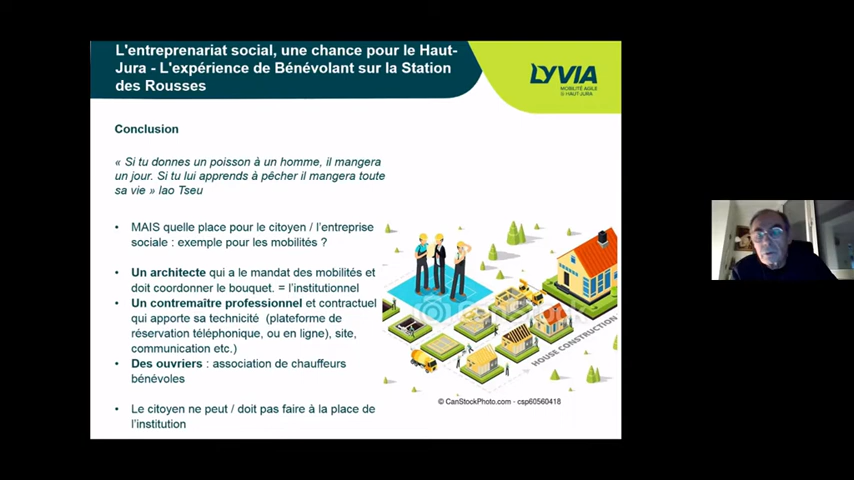 L'entreprenariat social, une chance pour le Haut-
Jura - L'expérience de Bénévolant sur la Station
des Rousses
LYVIA
MOBILITÉ AGILE
HAUT-JURA
Conclusion
« Si tu donnes un poisson à un homme, il mangera
un jour. Si tu lui apprends à pêcher il mangera toute
sa vie » lao Tseu
• MAIS quelle place pour le citoyen / l'entreprise
sociale : exemple pour les mobilités ?
• Un architecte qui a le mandat des mobilités et
doit coordonner le bouquet. = l'institutionnel
• Un contremaître professionnel et contractuel
qui apporte sa technicité (plateforme de
réservation téléphonique, ou en ligne), site,
communication etc.)
• Des ouvriers : association de chauffeurs
bénévoles
• Le citoyen ne peut / doit pas faire à la place de
l'institution
HOUSE CONSTRUCTION
© CanStockPhoto.com - csp60560418